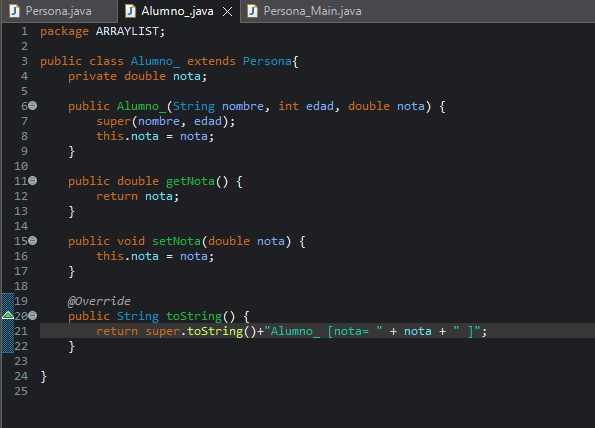 Persona.java
Alumno_.java
Persona_Main.java
1 package ARRAYLIST;
2
3 public class Alumno_ extends Persona{
4     private double nota;
5
6     public Alumno_(String nombre, int edad, double nota) {
7         super(nombre, edad);
8         this.nota = nota;
9     }
10
11     public double getNota() {
12         return nota;
13     }
14
15     public void setNota(double nota) {
16         this.nota = nota;
17     }
18
19     @Override
20     public String toString() {
21         return super.toString()+"Alumno_ [nota= " + nota + " ]";
22     }
23
24 }
25